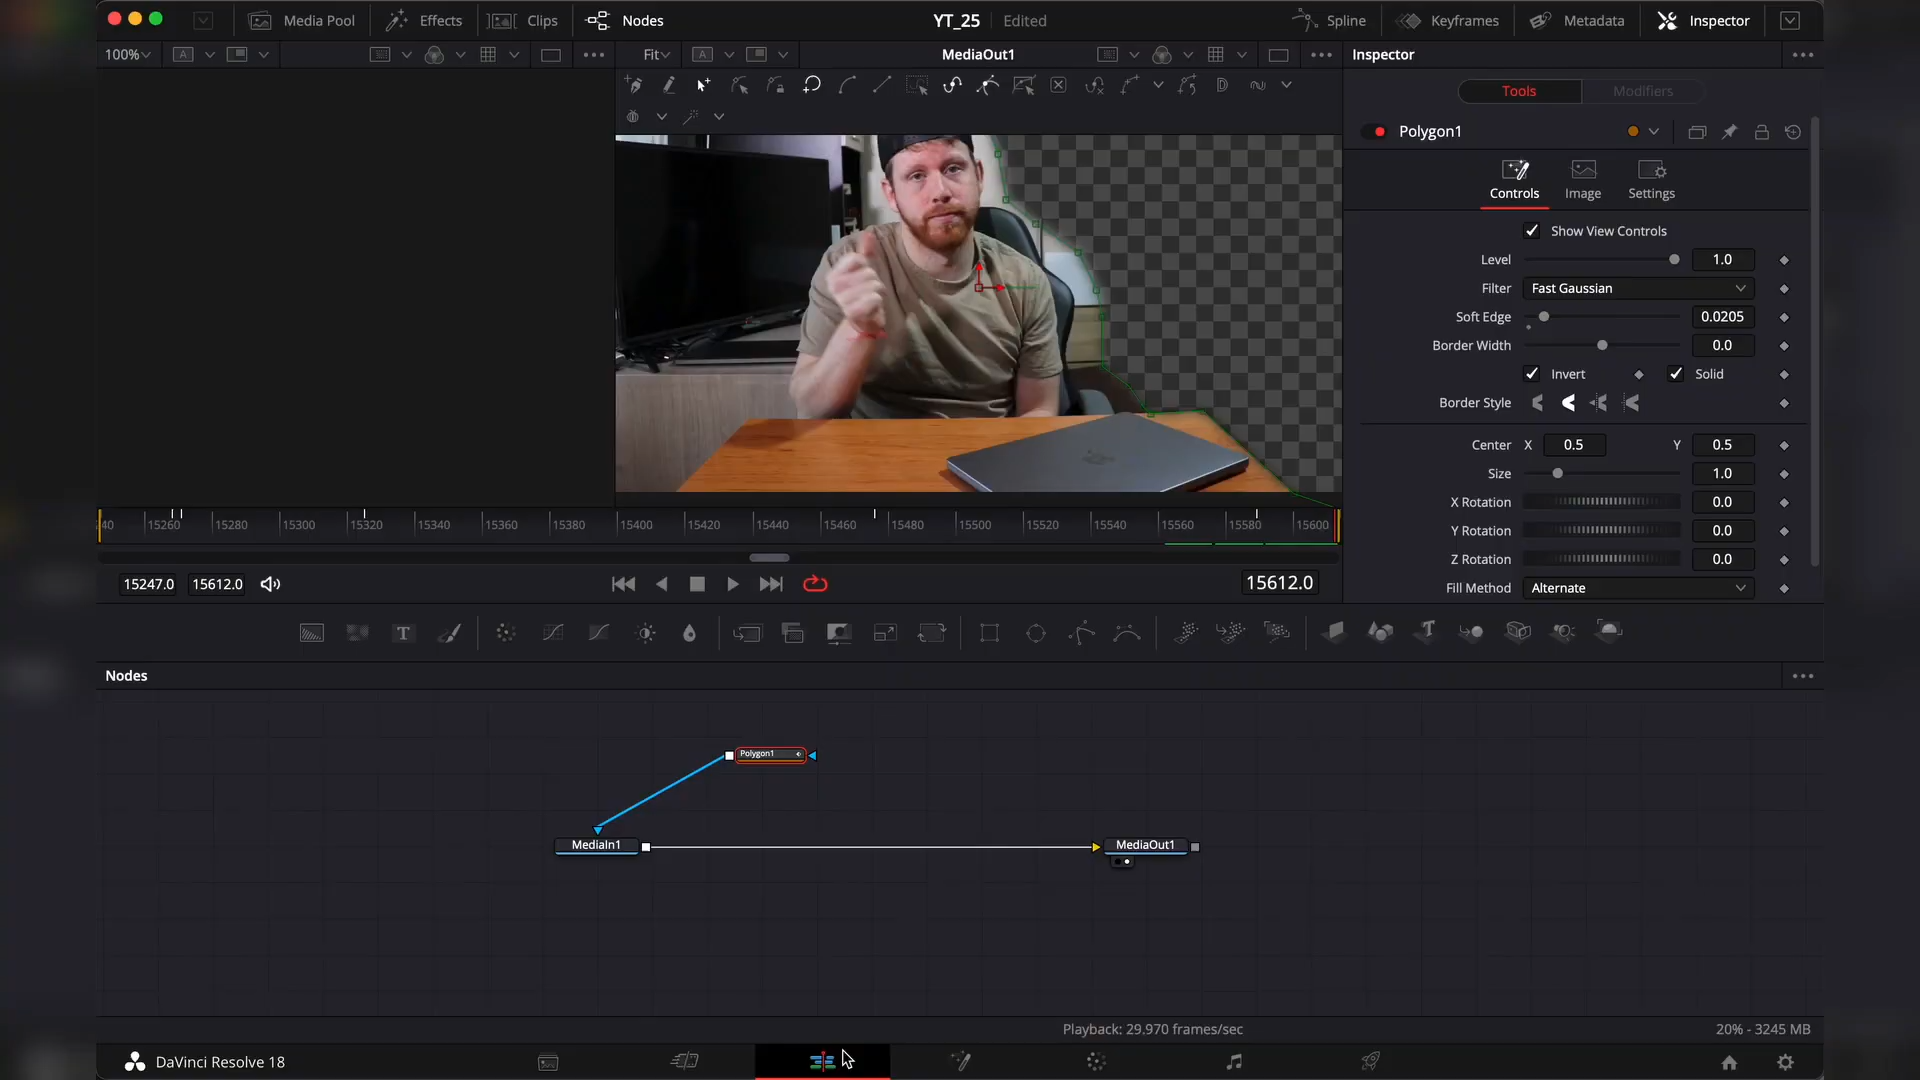 Media Pool
Effects
Clips
Nodes
YT_25
Edited
Spline
Keyframes
Metadata
Inspector
100%
Fit
MediaOut1
Inspector
Tools
Modifiers
Polygon1
Controls
Image
Settings
Show View Controls
Level
1.0
Filter
Fast Gaussian
Soft Edge
0.0205
Border Width
0.0
Invert
Solid
Border Style
Center
X
0.5
Y
0.5
Size
1.0
X Rotation
0.0
Y Rotation
0.0
Z Rotation
0.0
Fill Method
Alternate
40
15260
15280
15300
15320
15340
15360
15380
15400
15420
15440
15460
15480
15500
15520
15540
15560
15580
15600
15247.0
15612.0
15612.0
Nodes
Polygon1
MediaIn1
MediaOut1
Playback: 29.970 frames/sec
20% - 3245 MB
DaVinci Resolve 18